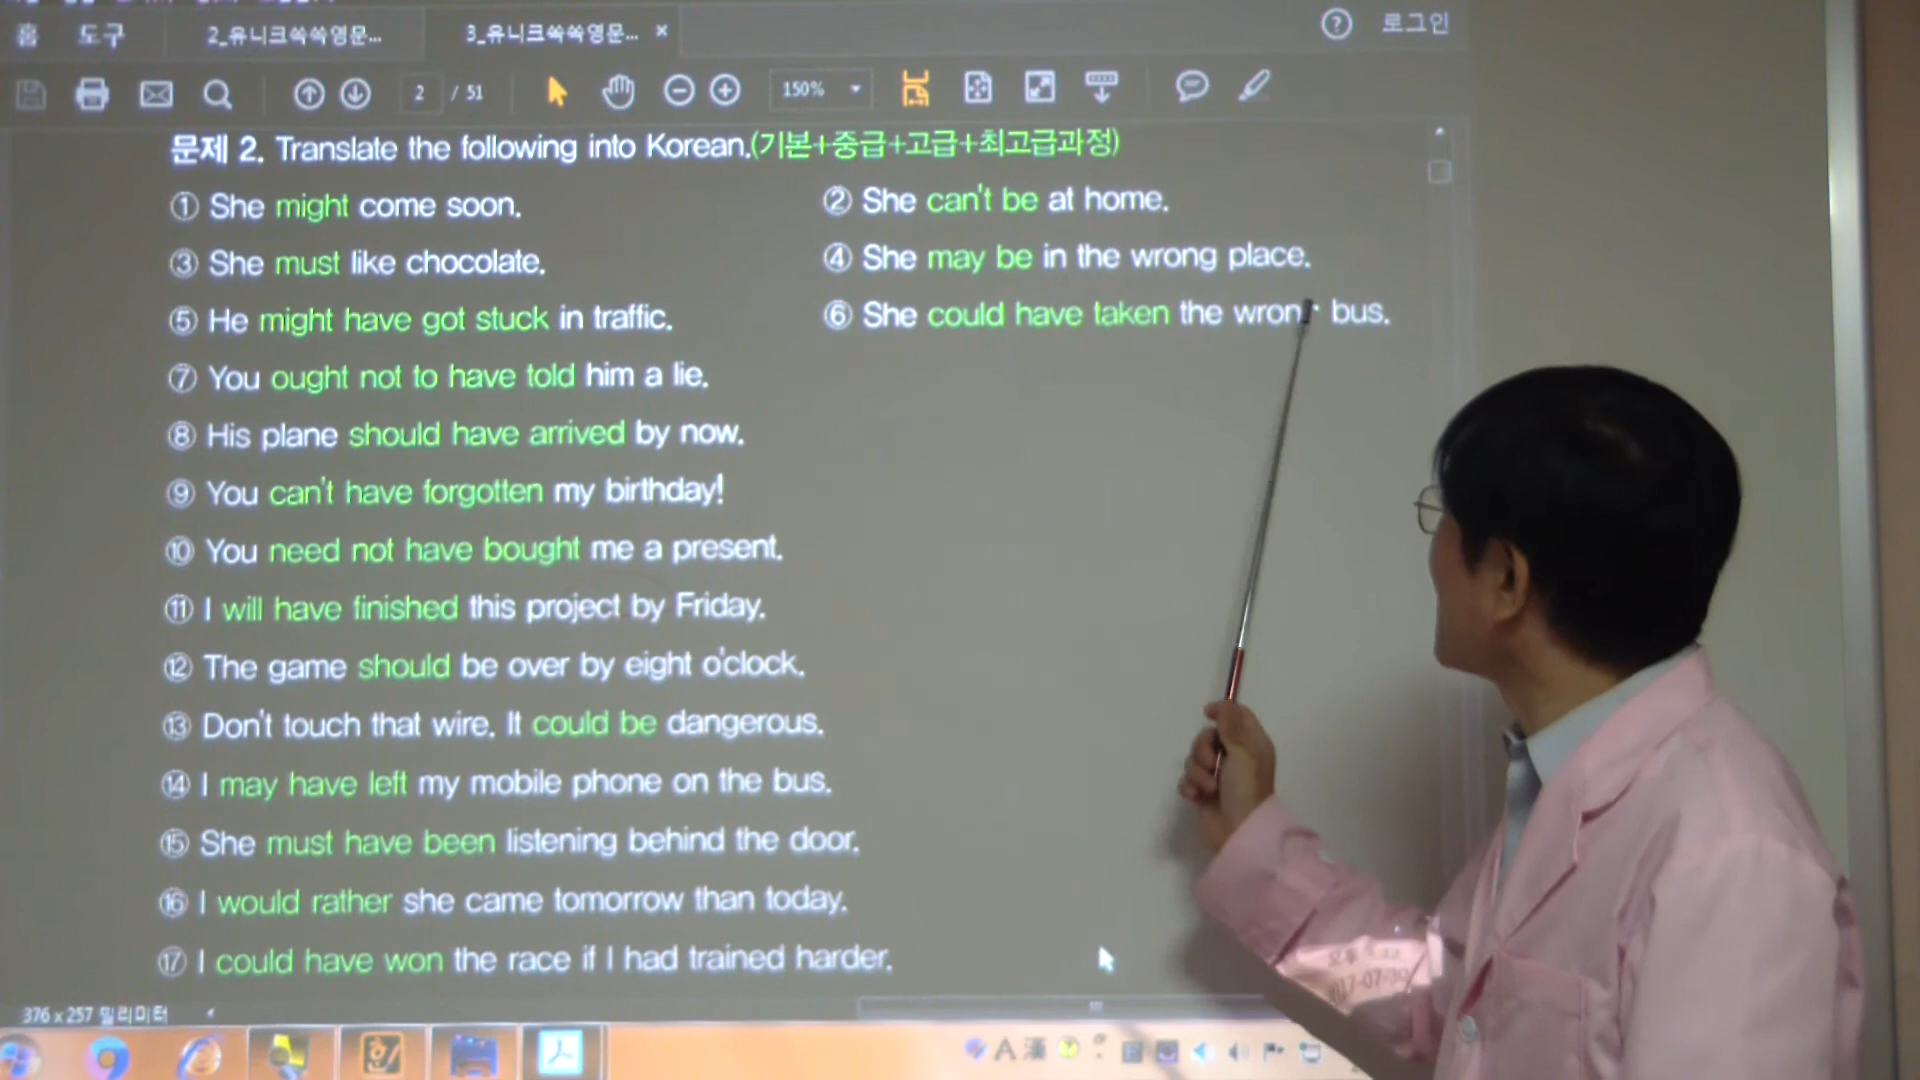 홈 도구 2_유니크쏙쏙영문... 3_유니크쏙쏙영문... × ? 로그인
2 / 51 150%
문제 2. Translate the following into Korean.(기본+중급+고급+최고급과정)
① She might come soon. ② She can't be at home.
③ She must like chocolate. ④ She may be in the wrong place.
⑤ He might have got stuck in traffic. ⑥ She could have taken the bus.
⑦ You ought not to have told him a lie.
⑧ His plane should have arrived by now.
⑨ You can't have forgotten my birthday!
⑩ You need not have bought me a present.
⑪ I will have finished this project by Friday.
⑫ The game should be over by eight o'clock.
⑬ Don't touch that wire. It could be dangerous.
⑭ I may have left my mobile phone on the bus.
⑮ She must have been listening behind the door.
⑯ I would rather she came tomorrow than today.
⑰ I could have won the race if I had trained harder.
376 x 257 밀리미터
A 漢
오후